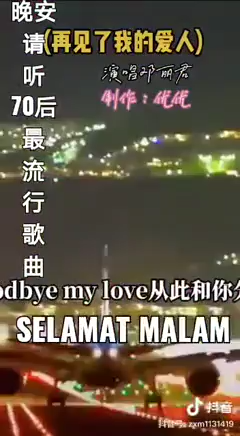 晚安
请听70后最流行歌曲
(再见了我的爱人)
演唱邓丽君
制作：优优
odbye my love从此和你分
SELAMAT MALAM
抖音
抖音号: zxm1131419